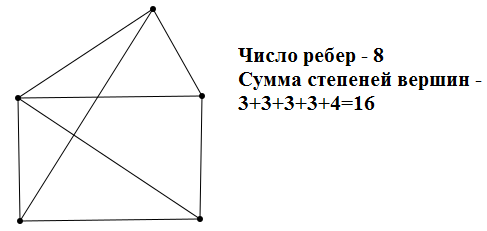 Число ребер - 8
Сумма степеней вершин -
3+3+3+3+4=16